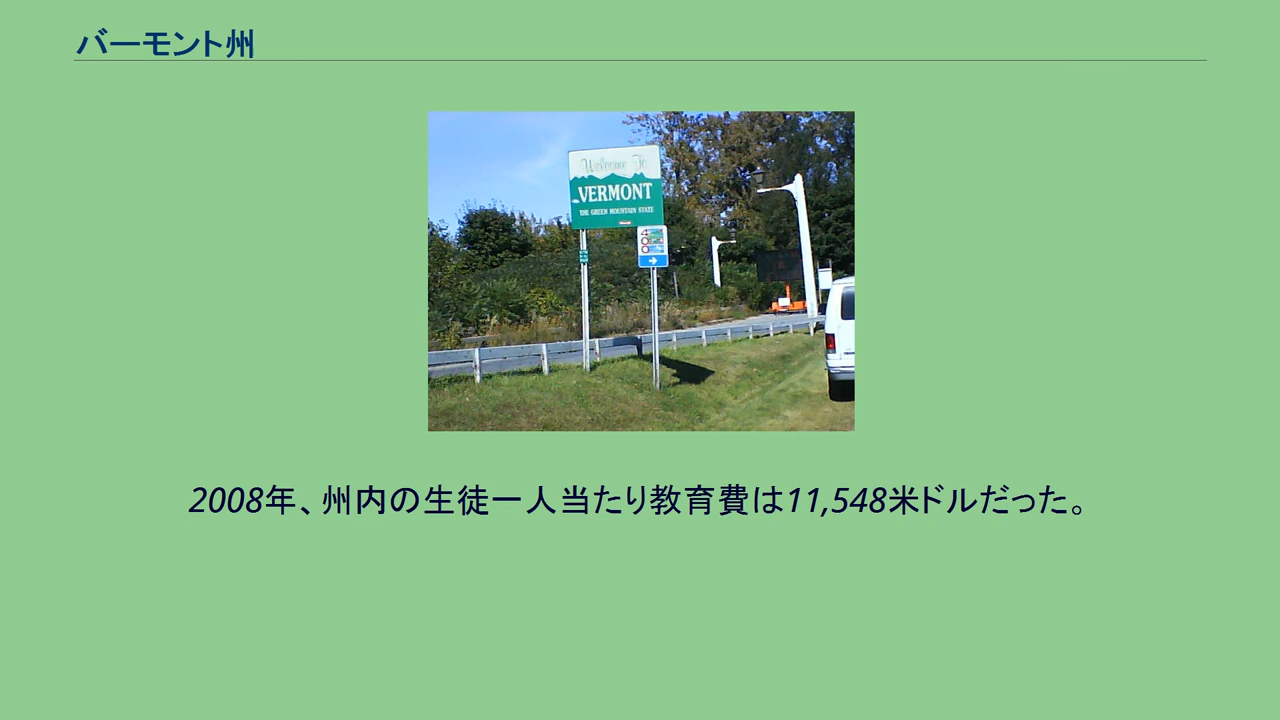 バーモント州
Welcome To
VERMONT
THE GREEN MOUNTAIN STATE
400
2008年、州内の生徒一人当たり教育費は11,548米ドルだった。